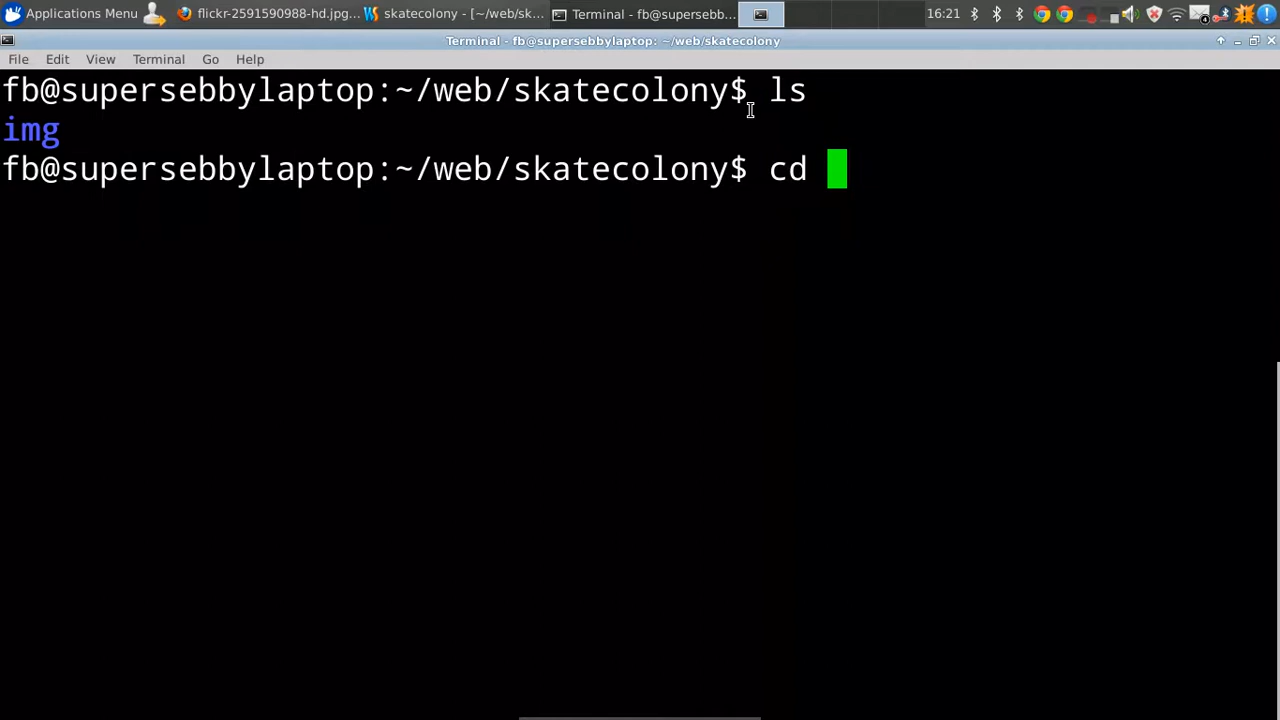 Applications Menu flickr-2591590988-hd.jpg... skatecolony - [~/web/sk... Terminal - fb@supersebb... 16:21
Terminal - fb@supersebbylaptop: ~/web/skatecolony
File Edit View Terminal Go Help
fb@supersebbylaptop:~/web/skatecolony$ ls
img
fb@supersebbylaptop:~/web/skatecolony$ cd